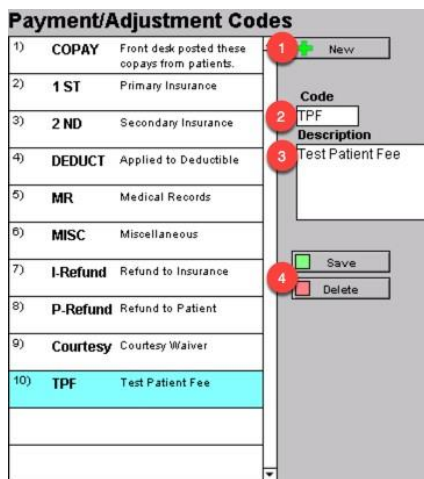 Payment/Adjustment Codes
1) COPAY Front desk posted these
copays from patients.
2) 1 ST Primary Insurance
3) 2 ND Secondary Insurance
4) DEDUCT Applied to Deductible
5) MR Medical Records
6) MISC Miscellaneous
7) I-Refund Refund to Insurance
8) P-Refund Refund to Patient
9) Courtesy Courtesy Waiver
10) TPF Test Patient Fee
1 New
Code
2 TPF
Description
3 Test Patient Fee
Save
4
Delete